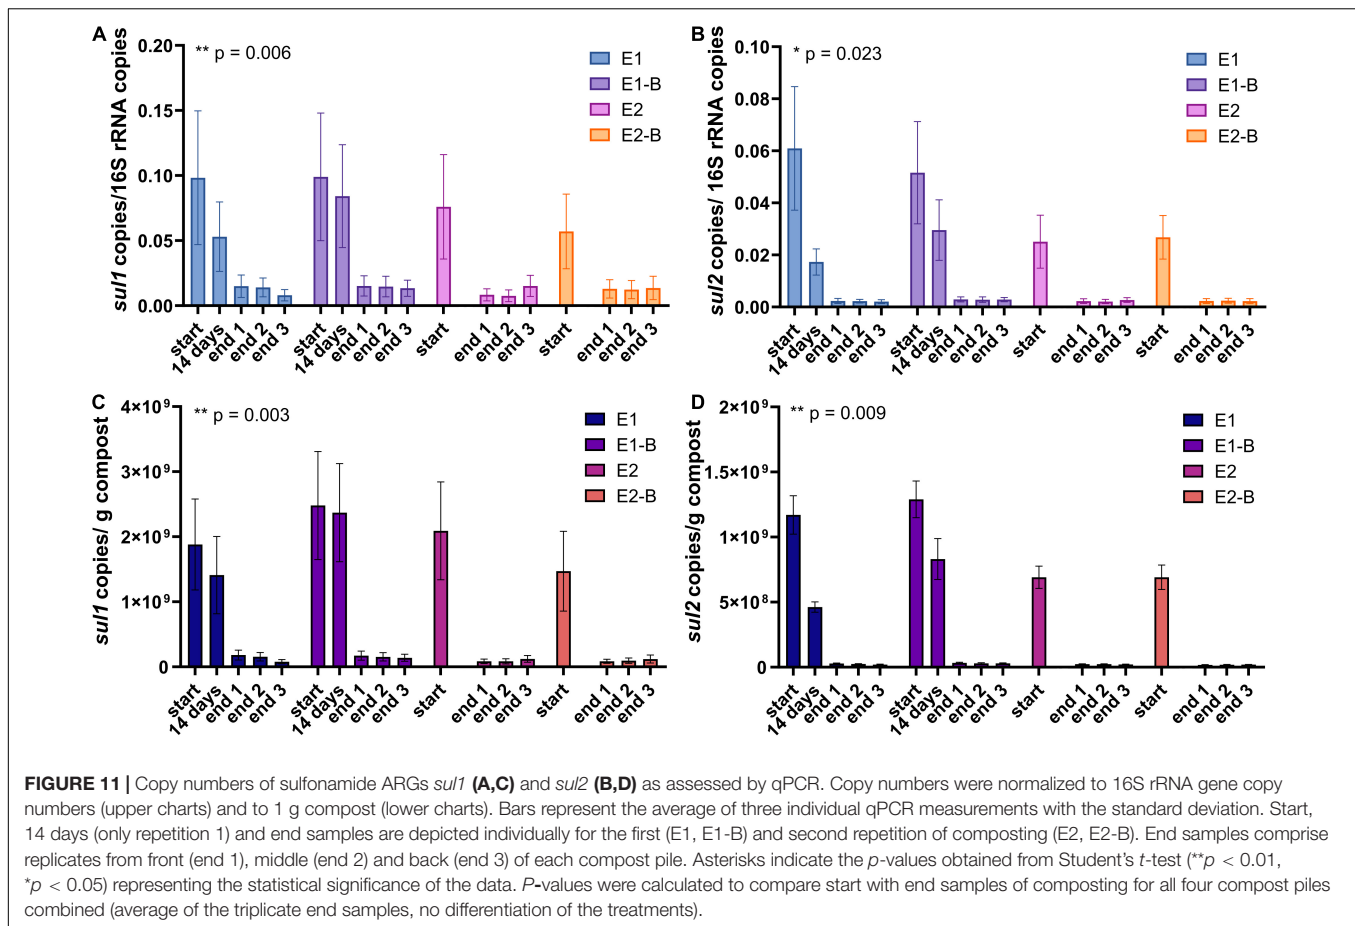 A
** p = 0.006
sul1 copies/16S rRNA copies
0.20
0.15
0.10
0.05
0.00
E1
E1-B
E2
E2-B
start
14 days
end 1
end 2
end 3
start
14 days
end 1
end 2
end 3
start
end 1
end 2
end 3
start
end 1
end 2
end 3
B
* p = 0.023
sul2 copies/ 16S rRNA copies
0.10
0.08
0.06
0.04
0.02
0.00
E1
E1-B
E2
E2-B
start
14 days
end 1
end 2
end 3
start
14 days
end 1
end 2
end 3
start
end 1
end 2
end 3
start
end 1
end 2
end 3
C
** p = 0.003
sul1 copies/ g compost
4×10⁹
3×10⁹
2×10⁹
1×10⁹
0
E1
E1-B
E2
E2-B
start
14 days
end 1
end 2
end 3
start
14 days
end 1
end 2
end 3
start
end 1
end 2
end 3
start
end 1
end 2
end 3
D
** p = 0.009
sul2 copies/g compost
2×10⁹
1.5×10⁹
1×10⁹
5×10⁸
0
E1
E1-B
E2
E2-B
start
14 days
end 1
end 2
end 3
start
14 days
end 1
end 2
end 3
start
end 1
end 2
end 3
start
end 1
end 2
end 3
FIGURE 11 | Copy numbers of sulfonamide ARGs sul1 (A,C) and sul2 (B,D) as assessed by qPCR. Copy numbers were normalized to 16S rRNA gene copy
numbers (upper charts) and to 1 g compost (lower charts). Bars represent the average of three individual qPCR measurements with the standard deviation. Start,
14 days (only repetition 1) and end samples are depicted individually for the first (E1, E1-B) and second repetition of composting (E2, E2-B). End samples comprise
replicates from front (end 1), middle (end 2) and back (end 3) of each compost pile. Asterisks indicate the p-values obtained from Student's t-test (**p < 0.01,
*p < 0.05) representing the statistical significance of the data. P-values were calculated to compare start with end samples of composting for all four compost piles
combined (average of the triplicate end samples, no differentiation of the treatments).